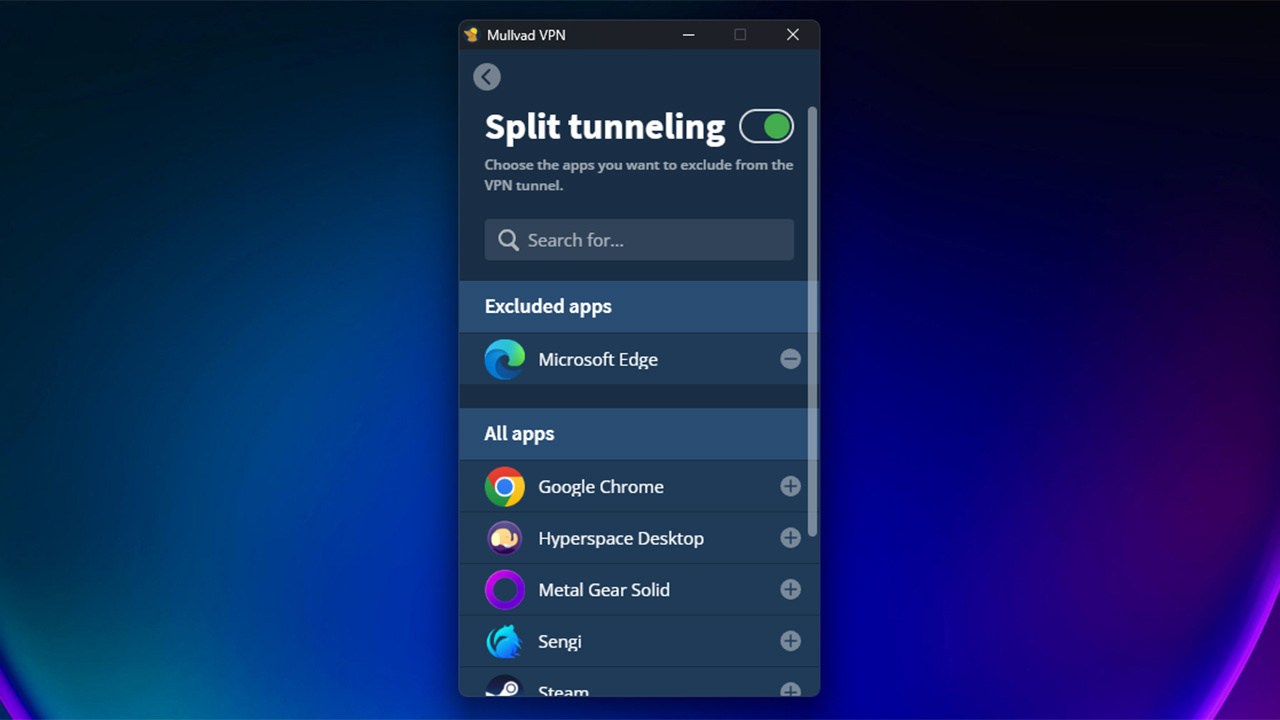 Mullvad VPN
Split tunneling
Choose the apps you want to exclude from the
VPN tunnel.
Search for...
Excluded apps
Microsoft Edge
All apps
Google Chrome
Hyperspace Desktop
Metal Gear Solid
Sengi
Steam